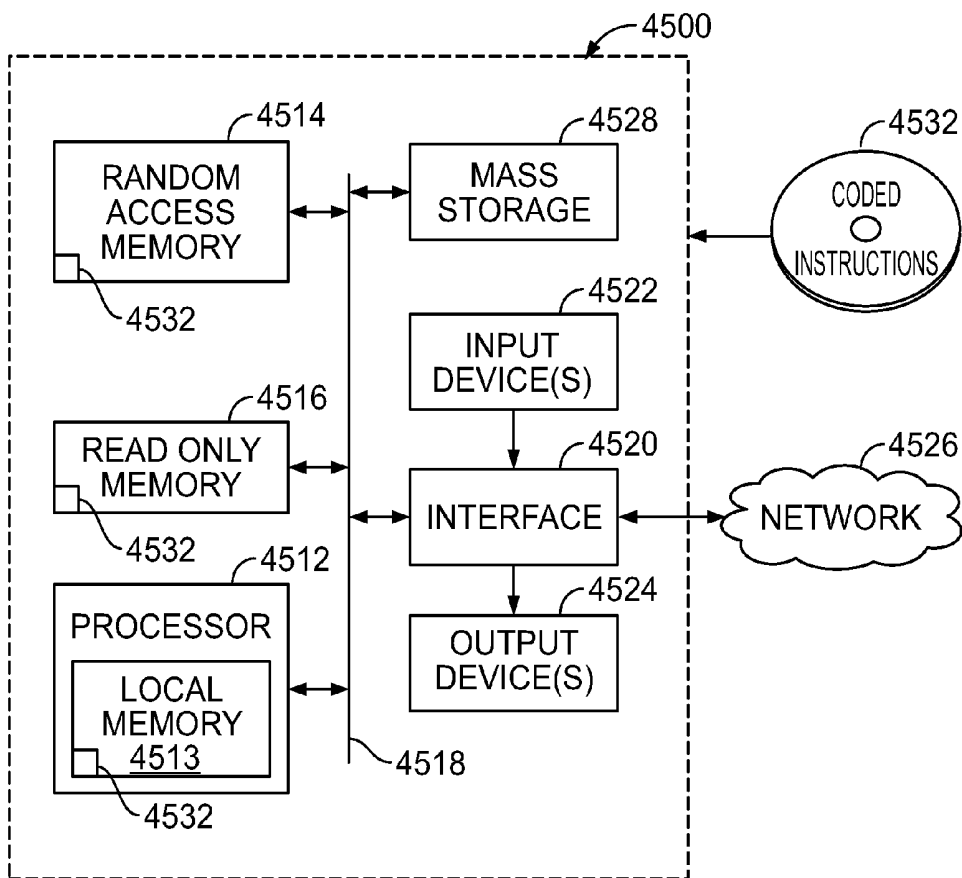 4500
4514
RANDOM
ACCESS
MEMORY
4532
4528
MASS
STORAGE
4532
CODED
INSTRUCTIONS
4522
INPUT
DEVICE(S)
4516
READ ONLY
MEMORY
4532
4520
INTERFACE
4526
NETWORK
4512
PROCESSOR
LOCAL
MEMORY
4513
4532
4524
OUTPUT
DEVICE(S)
4518